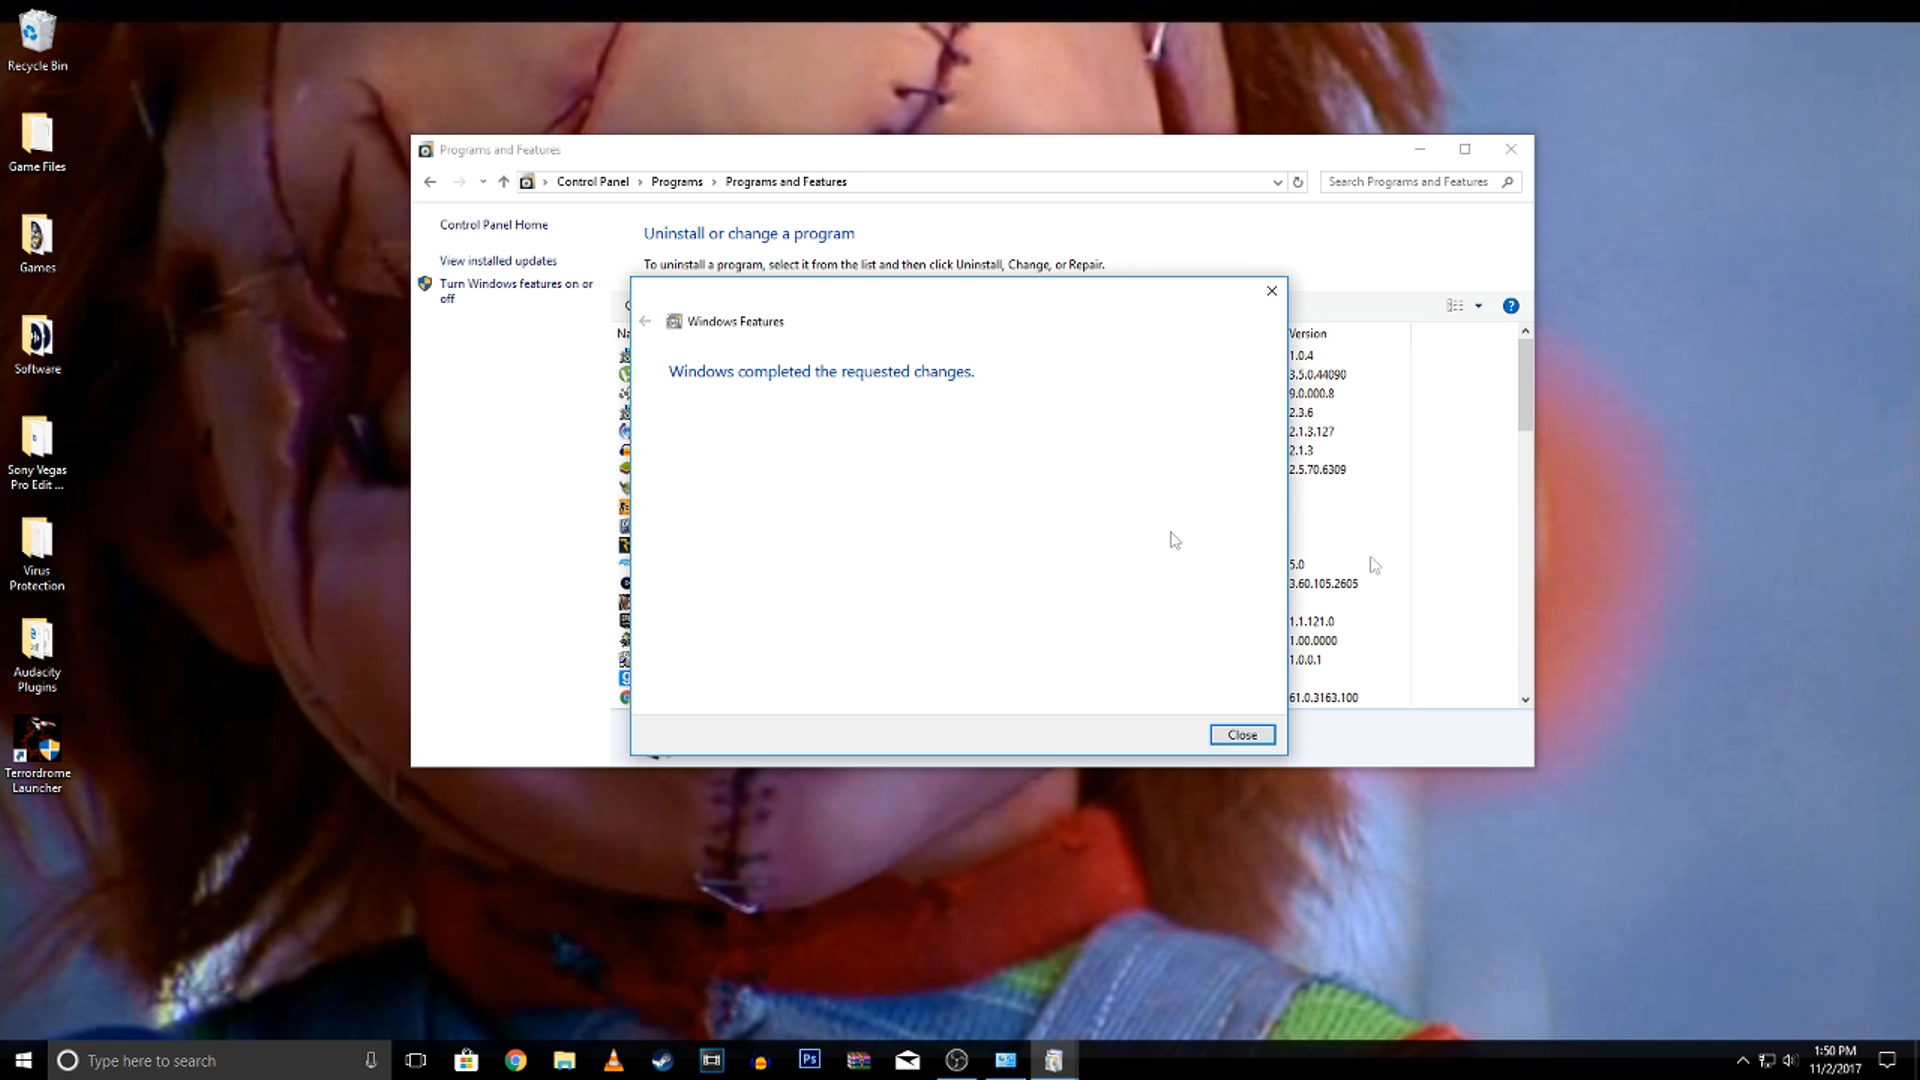 Recycle Bin
Game Files
Games
Software
Sony Vegas
Pro Edit ...
Virus
Protection
Audacity
Plugins
Terrordrome
Launcher
Programs and Features
Control Panel > Programs > Programs and Features
Search Programs and Features
Control Panel Home
View installed updates
Turn Windows features on or
off
Uninstall or change a program
To uninstall a program, select it from the list and then click Uninstall, Change, or Repair.
Version
1.0.4
3.5.0.44090
9.0.000.8
2.3.6
2.1.3.127
2.1.3
2.5.70.6309
5.0
3.60.105.2605
1.1.121.0
1.00.0000
1.0.0.1
61.0.3163.100
Windows Features
Windows completed the requested changes.
Close
Type here to search
Ps
1:50 PM
11/2/2017